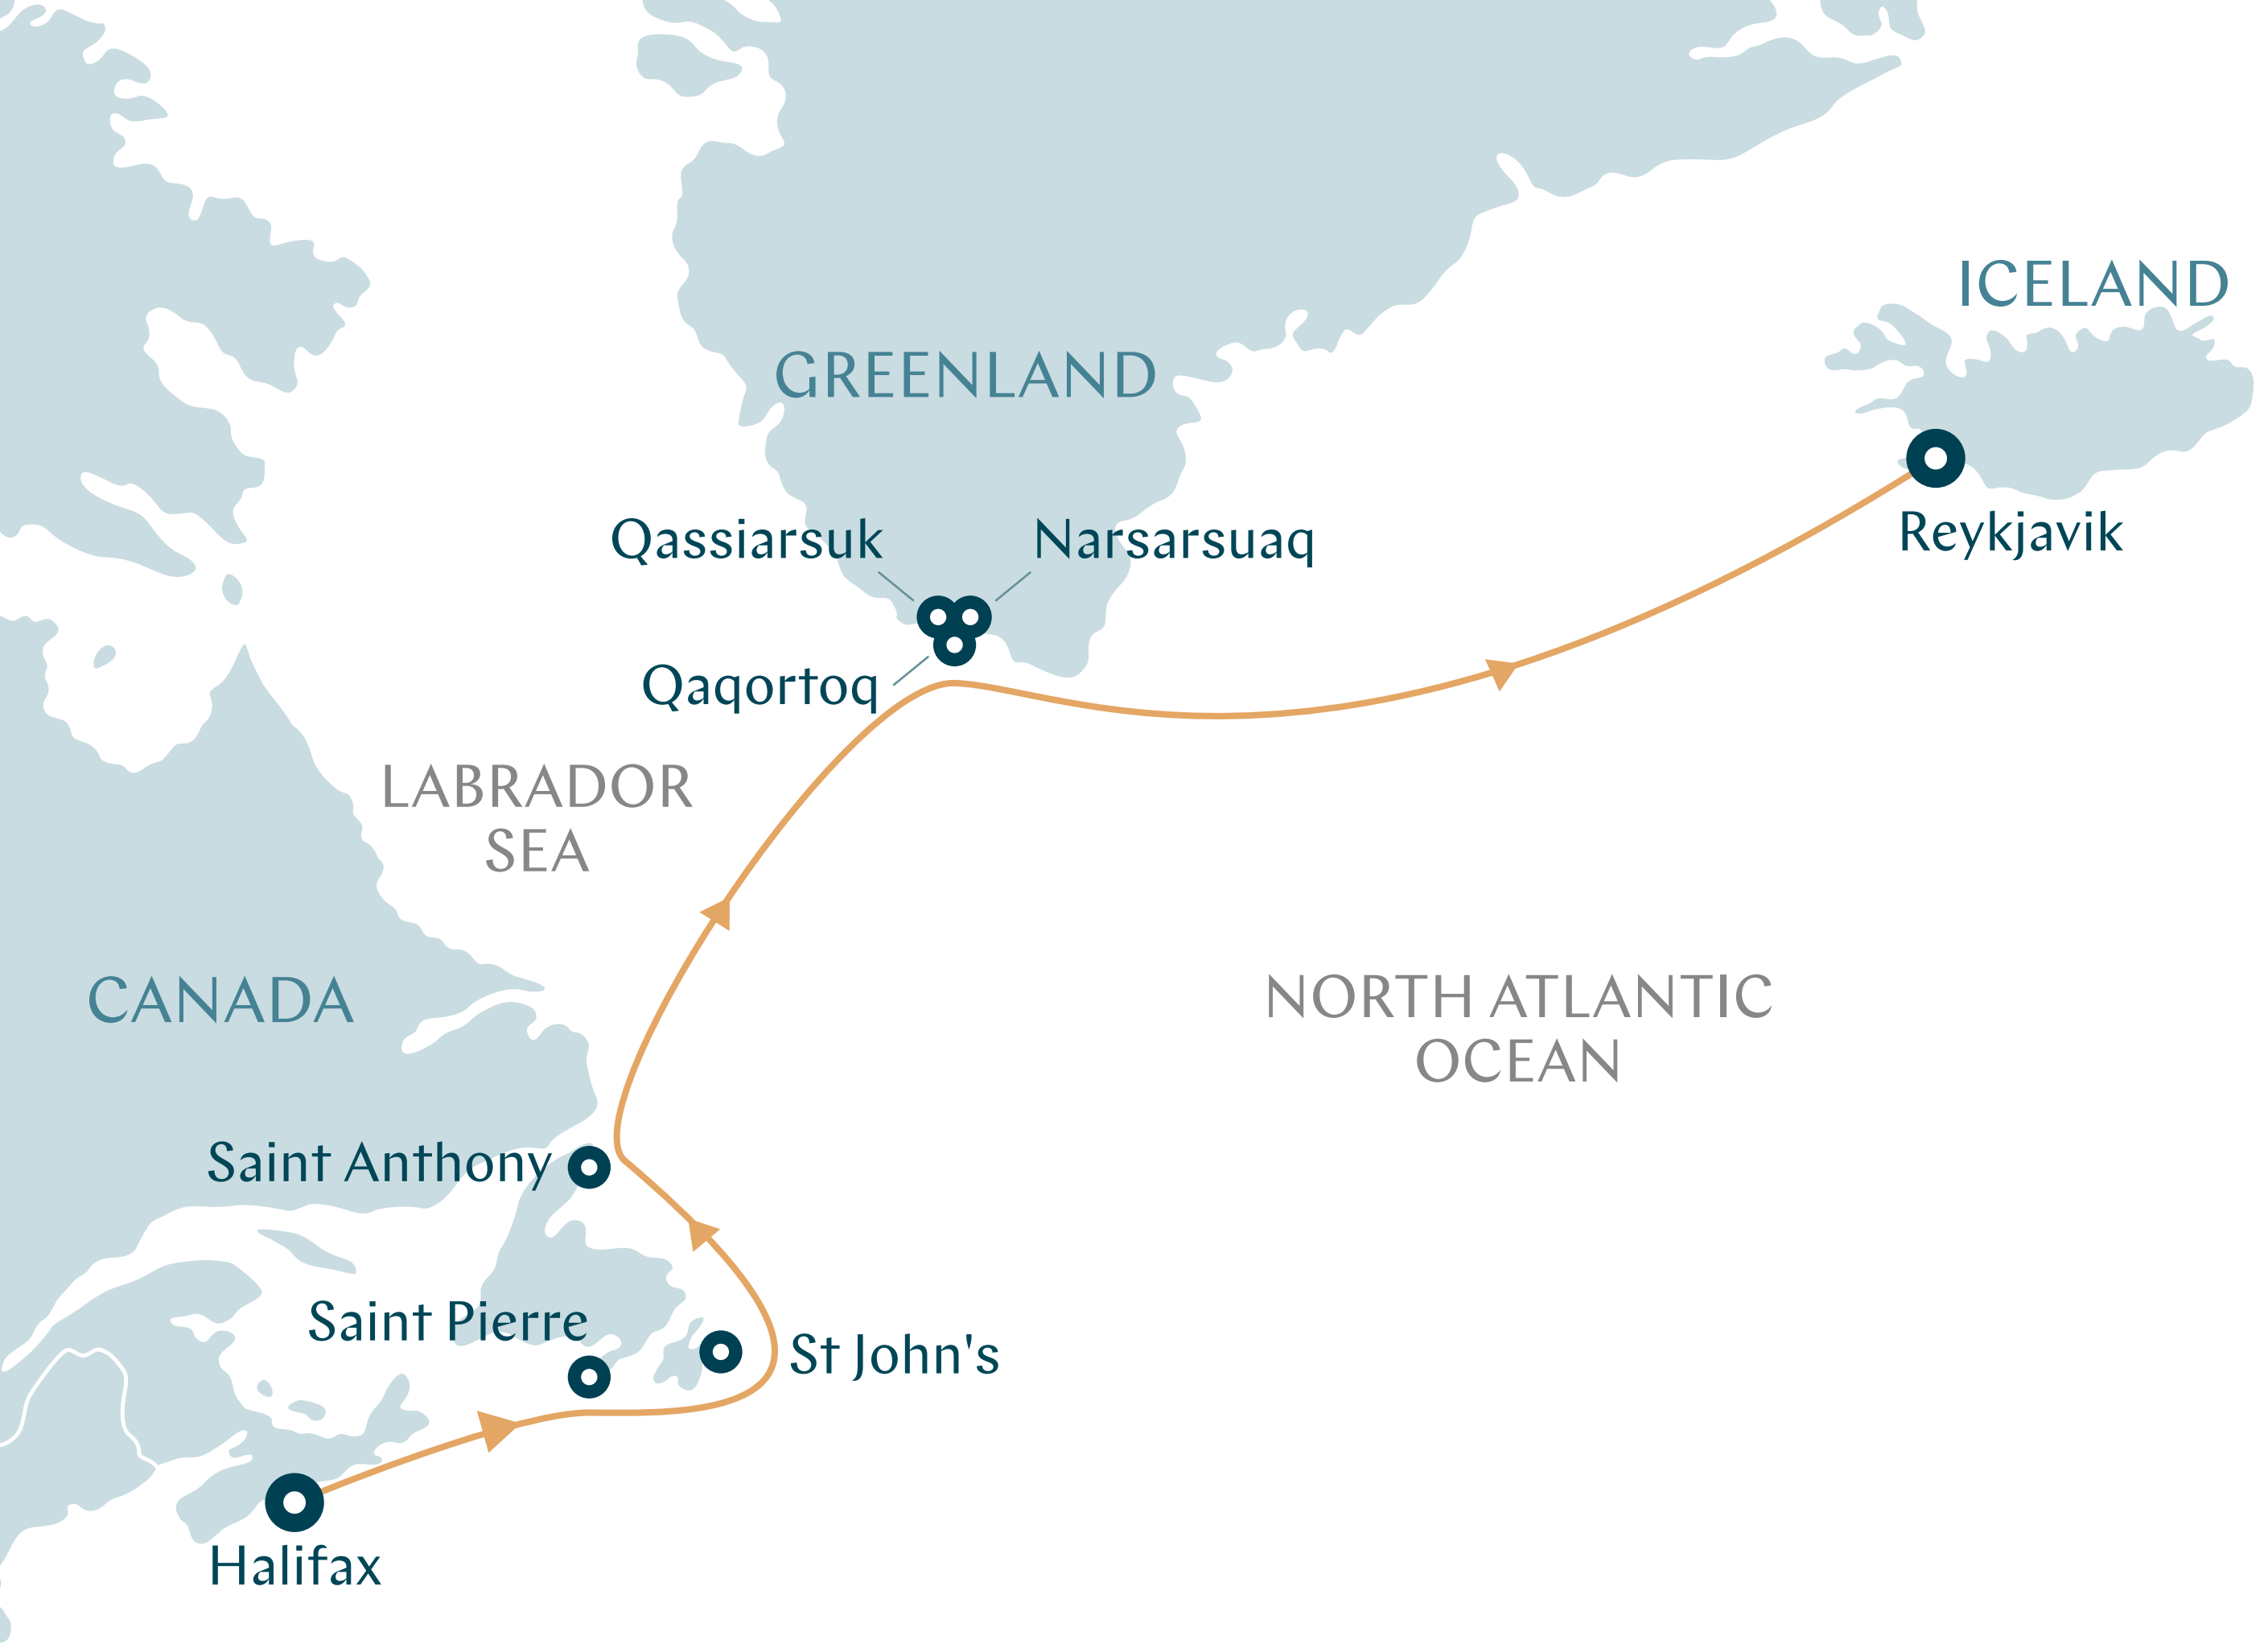 ICELAND
GREENLAND
Qassiarsuk
Narsarsuaq
Reykjavik
Qaqortoq
LABRADOR
SEA
CANADA
NORTH ATLANTIC
OCEAN
Saint Anthony
Saint Pierre
St John's
Halifax